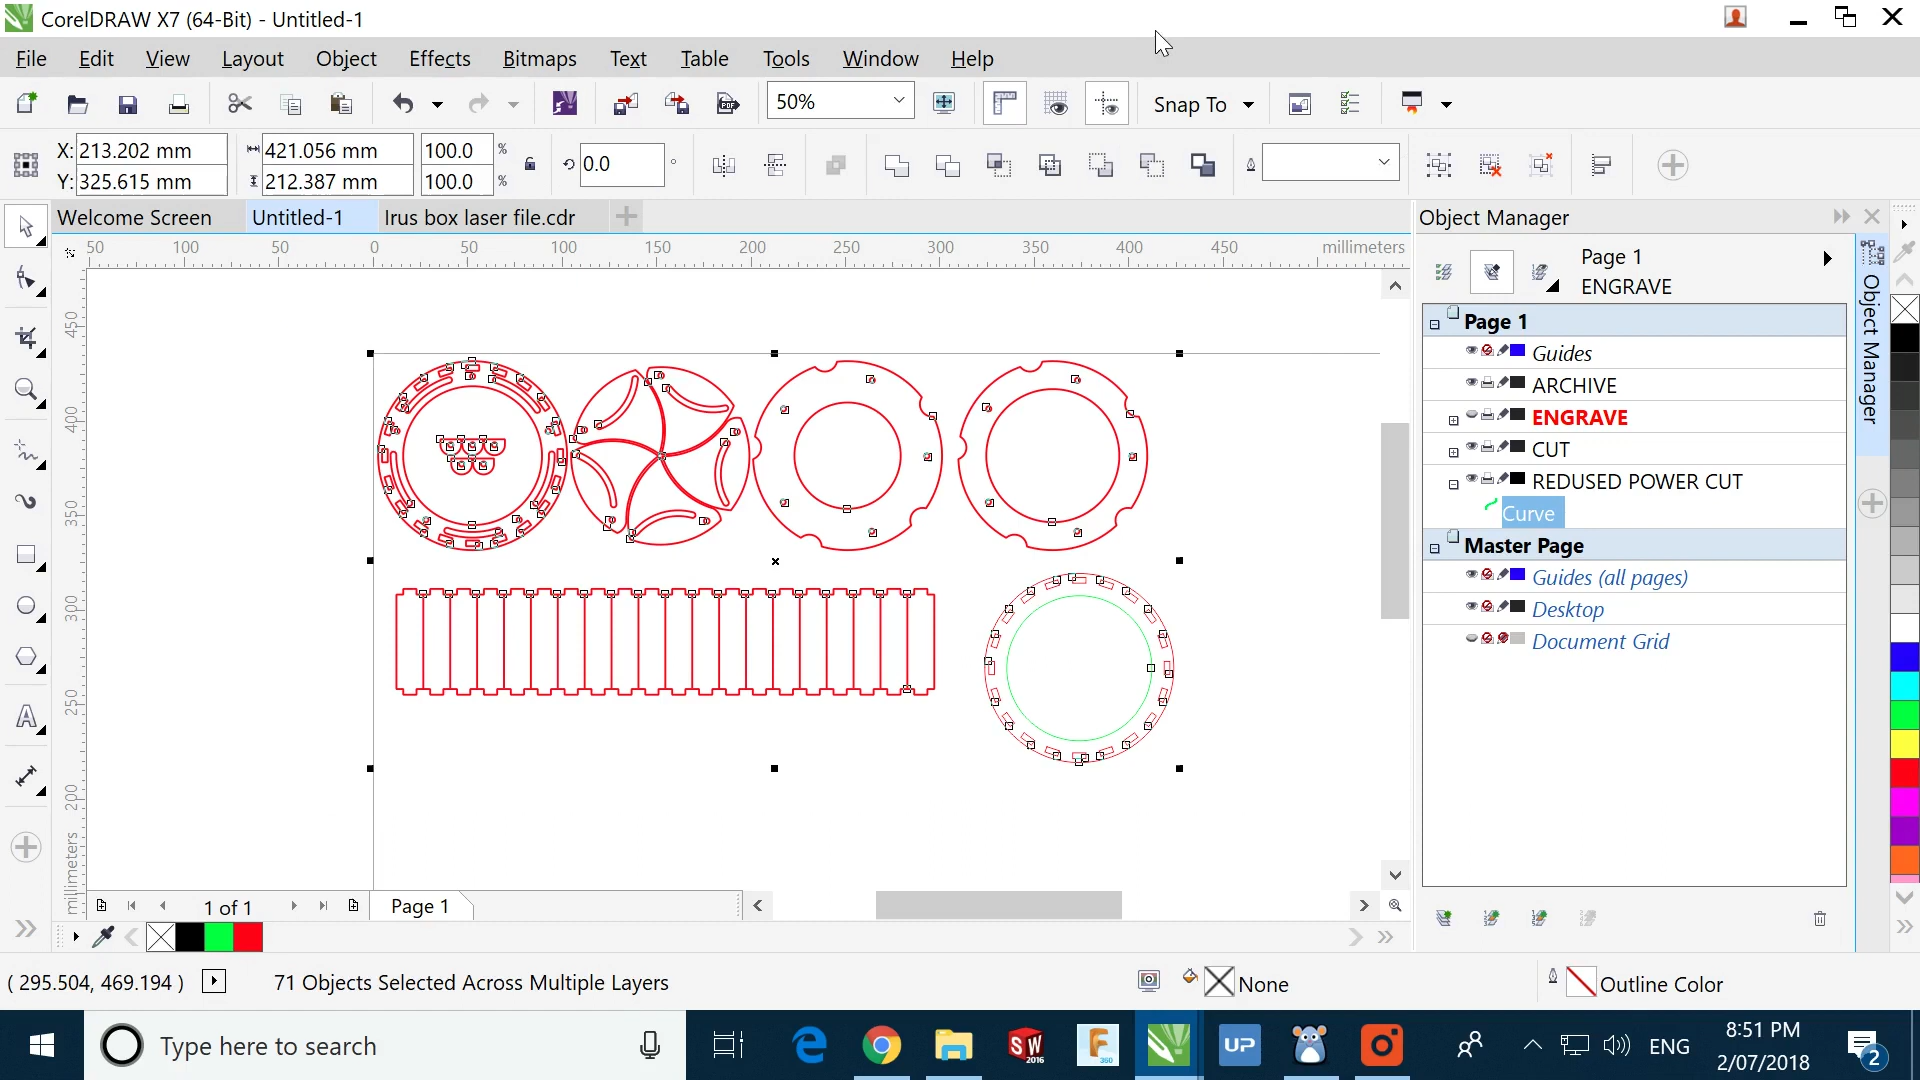 CorelDRAW X7 (64-Bit) - Untitled-1
File Edit View Layout Object Effects Bitmaps Text Table Tools Window Help
50% Snap To
X: 213.202 mm 421.056 mm 100.0 % 0.0 °
Y: 325.615 mm 212.387 mm 100.0 %
Welcome Screen Untitled-1 Irus box laser file.cdr
Object Manager
50 100 50 0 50 100 150 200 250 300 350 400 450 millimeters
Page 1
ENGRAVE
Page 1
Guides
ARCHIVE
ENGRAVE
CUT
REDUSED POWER CUT
Curve
Master Page
Guides (all pages)
Desktop
Document Grid
Object Manager
450
400
350
300
250
200
millimeters
1 of 1 Page 1
( 295.504, 469.194 ) 71 Objects Selected Across Multiple Layers None Outline Color
Type here to search
SW
2016
F
360
UP
ENG
8:51 PM
2/07/2018
2